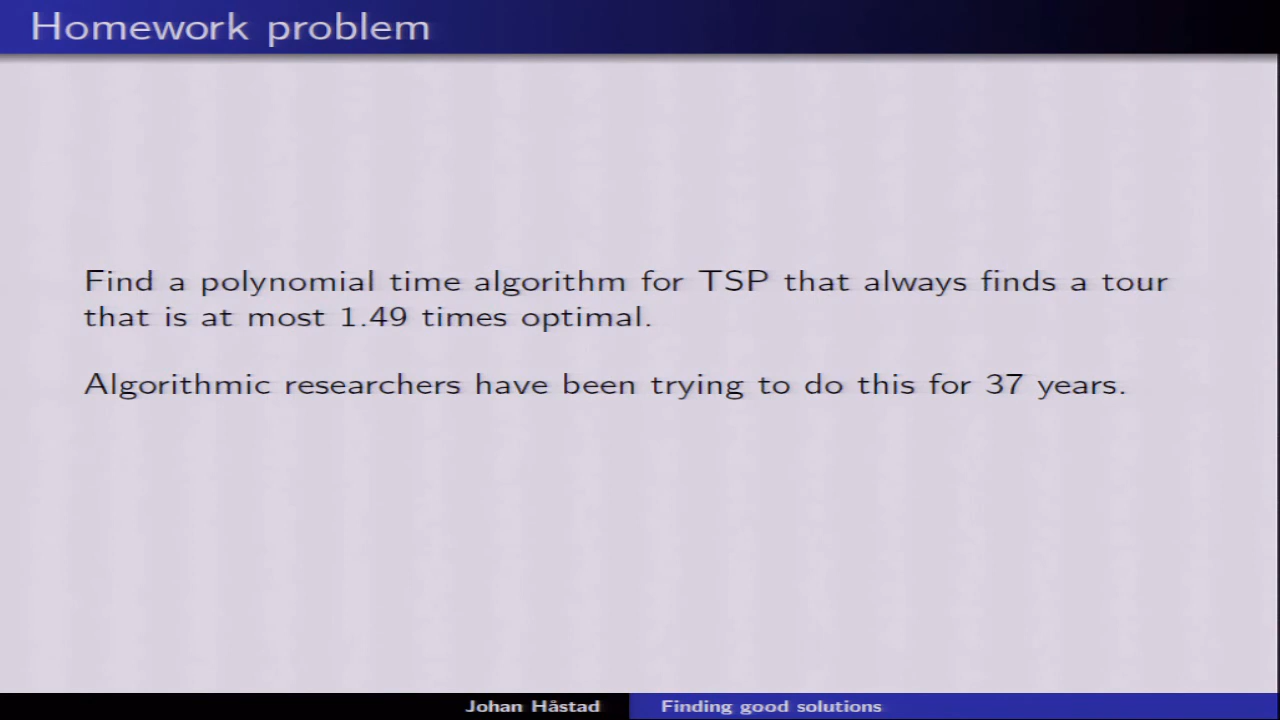 Homework problem
Find a polynomial time algorithm for TSP that always finds a tour
that is at most 1.49 times optimal.
Algorithmic researchers have been trying to do this for 37 years.
Johan Håstad
Finding good solutions